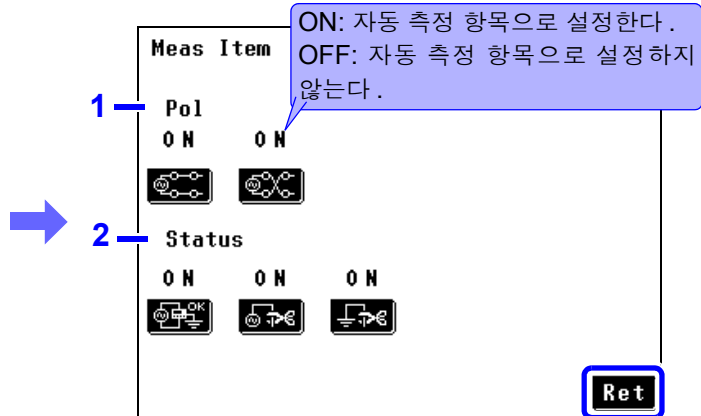 ON: 자동 측정 항목으로 설정한다 .
Meas Item
OFF: 자동 측정 항목으로 설정하지
않는다 .
1
Pol
ON ON
2
Status
ON ON ON
OK
Ret